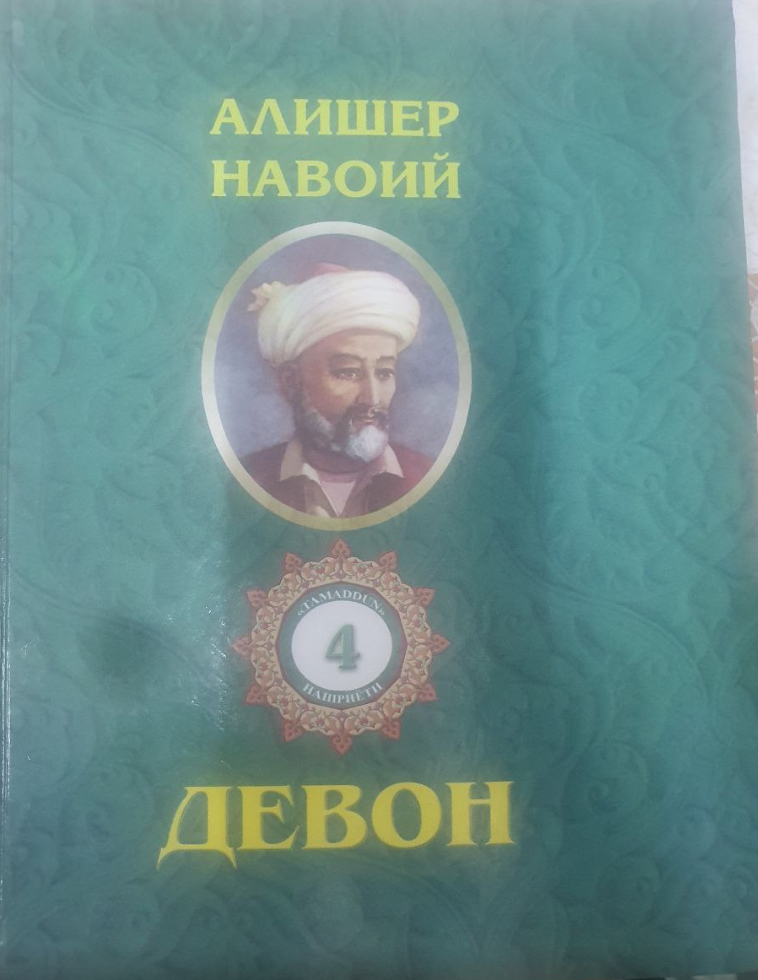 АЛИШЕР
НАВОИЙ
«TAMADDUN»
4
НАШРИЁТИ
ДЕВОН